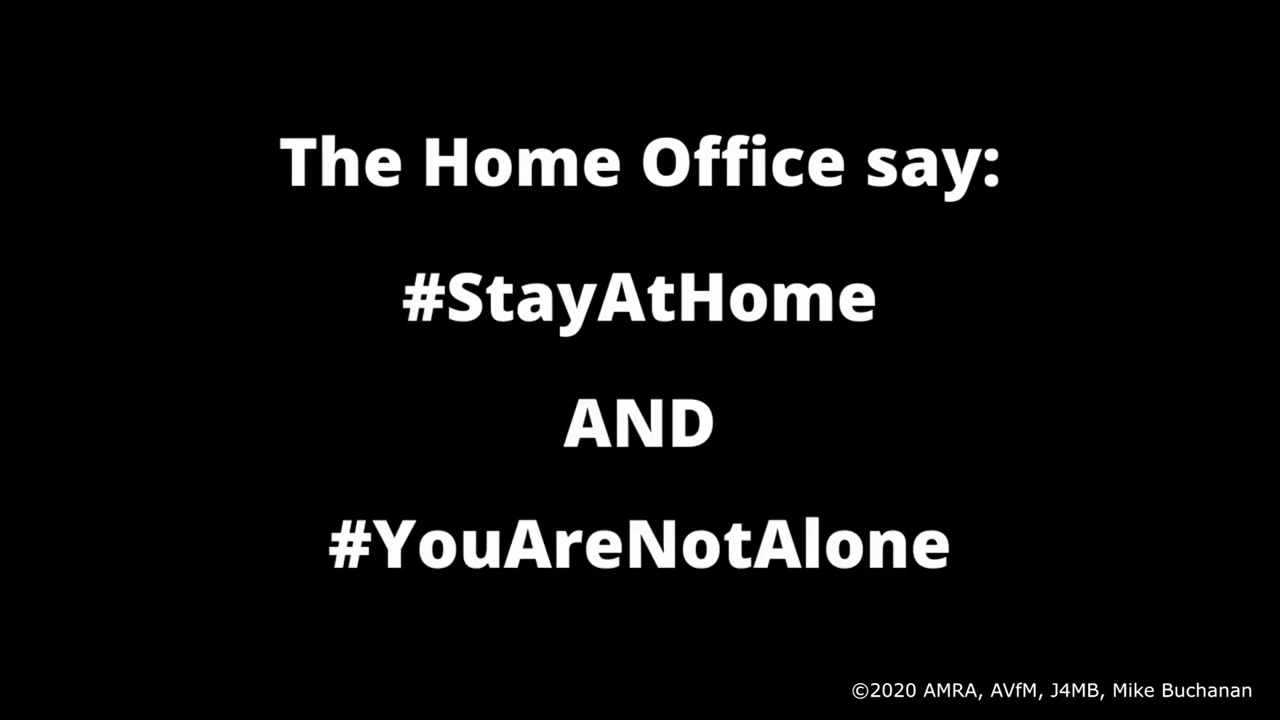 The Home Office say:
#StayAtHome
AND
#YouAreNotAlone
©2020 AMRA, AVfM, J4MB, Mike Buchanan